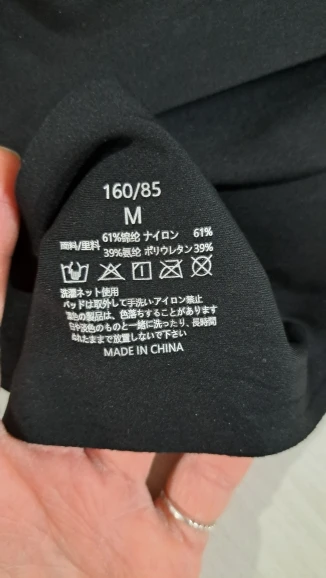 160/85
M
面料/里料 61%锦纶 ナイロン 61%
39%氨纶 ポリウレタン 39%
洗濯ネット使用
パッドは取外して手洗いアイロン禁止
濃色の製品は、色落ちすることがあります
白や淡色のものと一緒に洗ったり、長時間
ぬれたままで放置しないで下さい
MADE IN CHINA